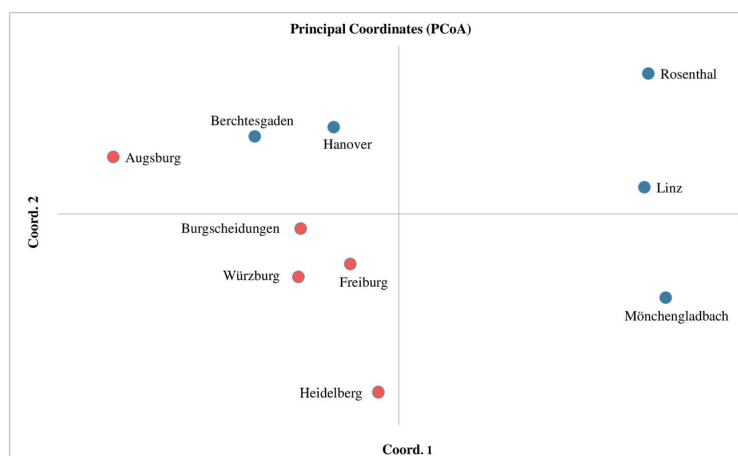 Principal Coordinates (PCoA)
Rosenthal
Berchtesgaden
Hanover
Augsburg
Linz
Coord. 2
Burgscheidungen
Würzburg
Freiburg
Mönchengladbach
Heidelberg
Coord. 1